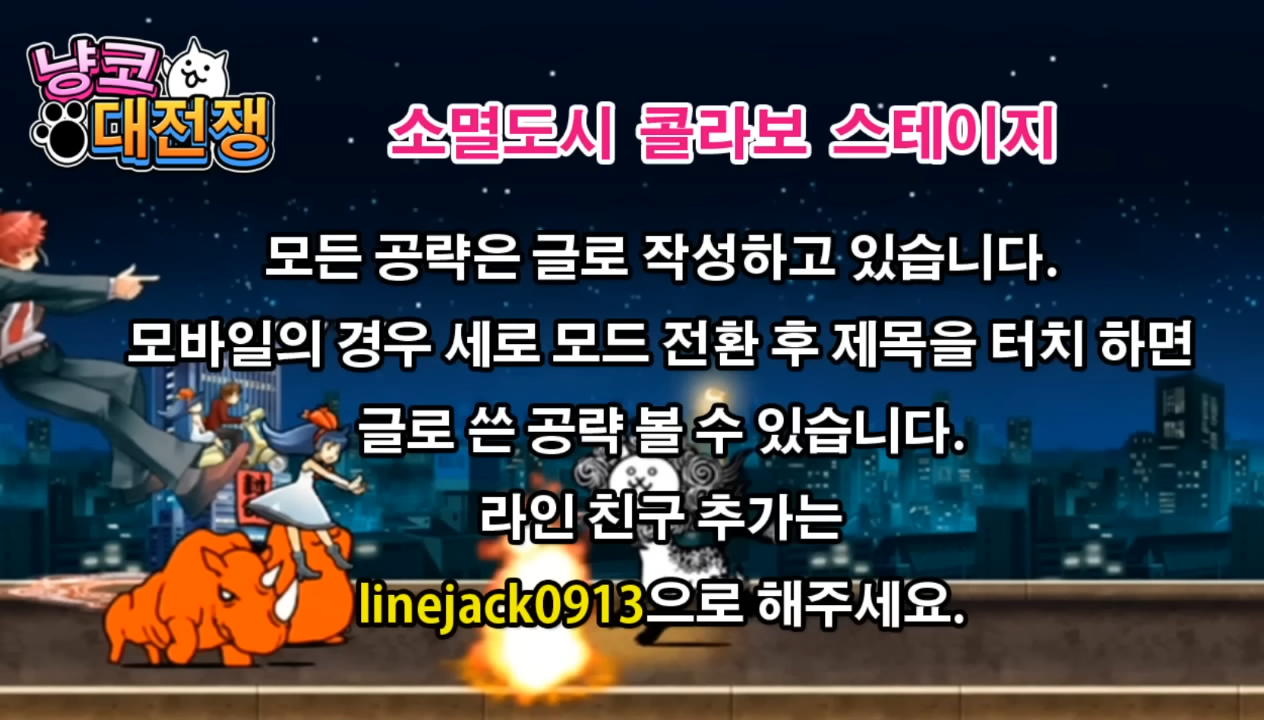 냥코
대전쟁
소멸도시 콜라보 스테이지
모든 공략은 글로 작성하고 있습니다.
모바일의 경우 세로 모드 전환 후 제목을 터치 하면
글로 쓴 공략 볼 수 있습니다.
라인 친구 추가는
linejack0913으로 해주세요.